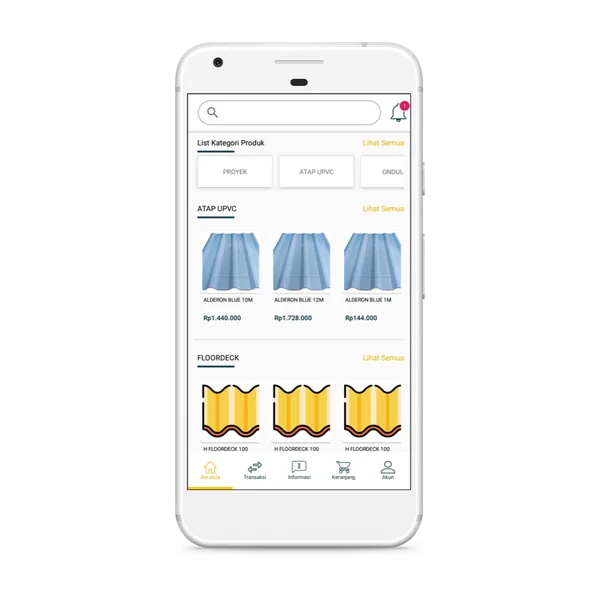 1
List Kategori Produk
Lihat Semua
PROYEK
ATAP UPVC
ONDUL
ATAP UPVC
Lihat Semua
ALDERON BLUE 10M
ALDERON BLUE 12M
ALDERON BLUE 1M
Rp1.440.000
Rp1.728.000
Rp144.000
FLOORDECK
Lihat Semua
H FLOORDECK 100
H FLOORDECK 100
H FLOORDECK 100
Beranda
Transaksi
Informasi
Keranjang
Akun